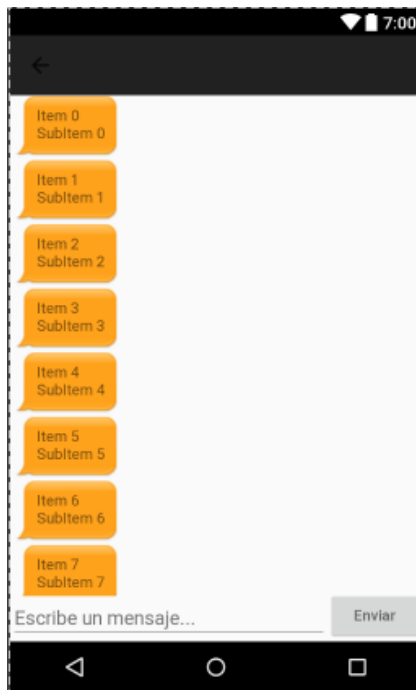 7:00
Item 0
SubItem 0
Item 1
SubItem 1
Item 2
SubItem 2
Item 3
SubItem 3
Item 4
SubItem 4
Item 5
SubItem 5
Item 6
SubItem 6
Item 7
SubItem 7
Escribe un mensaje...
Enviar